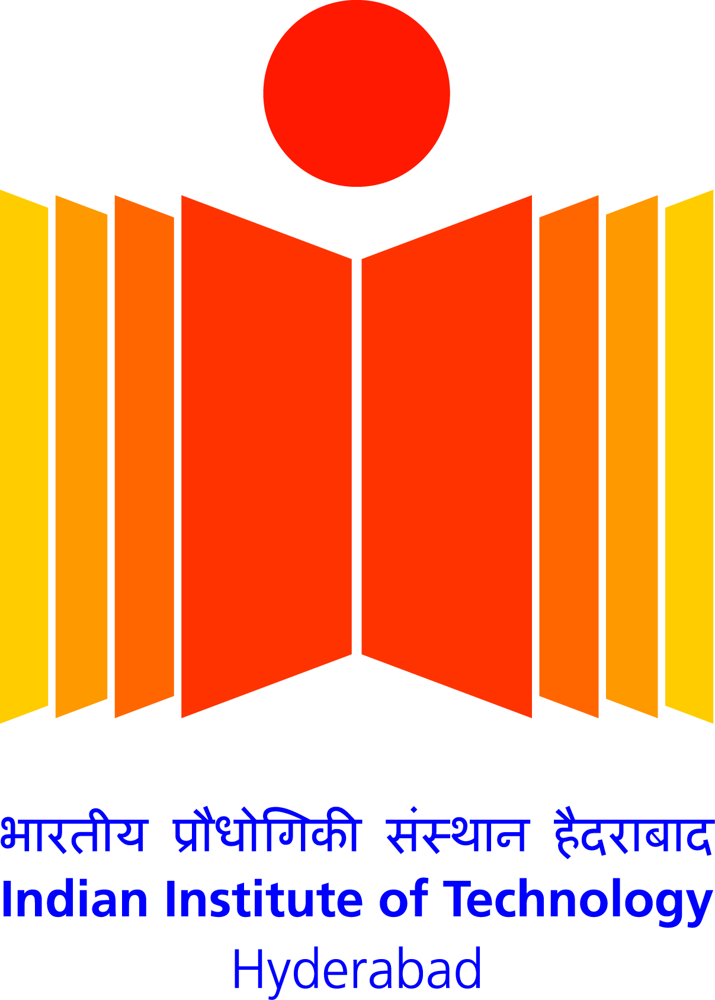 भारतीय प्रौधोगिकी संस्थान हैदराबाद
Indian Institute of Technology
Hyderabad